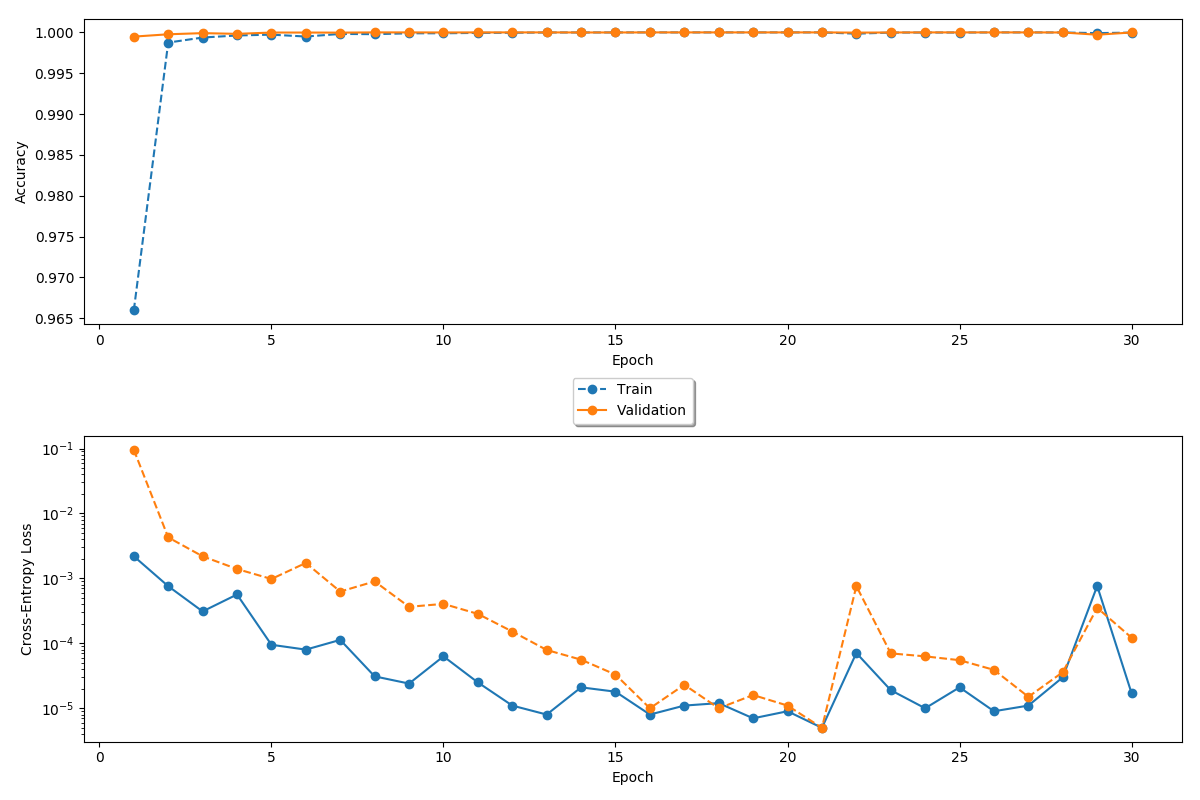 1.000
0.995
0.990
0.985
0.980
0.975
0.970
0.965
Accuracy
0 5 10 15 20 25 30
Epoch
Train
Validation
10⁻¹
10⁻²
10⁻³
10⁻⁴
10⁻⁵
Cross-Entropy Loss
0 5 10 15 20 25 30
Epoch